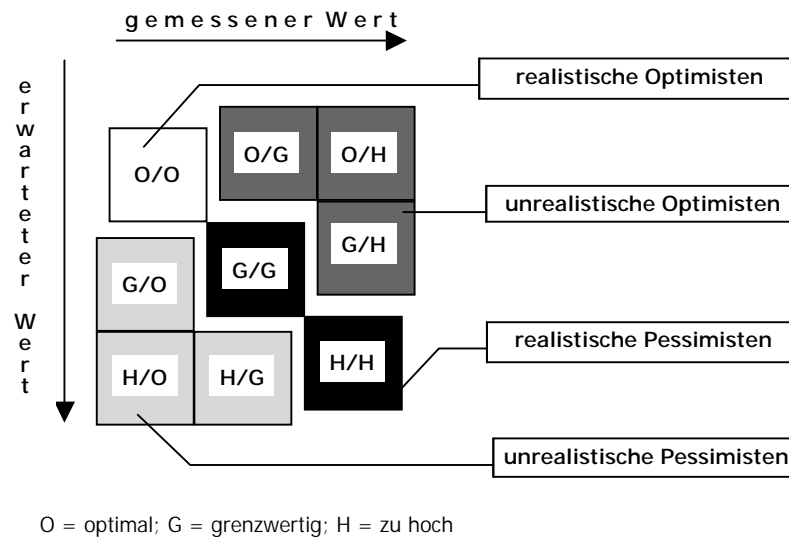 gemessener Wert
erwarteter Wert
realistische Optimisten
O/G
O/H
O/O
unrealistische Optimisten
G/H
G/G
G/O
realistische Pessimisten
H/H
H/O
H/G
unrealistische Pessimisten
O = optimal; G = grenzwertig; H = zu hoch